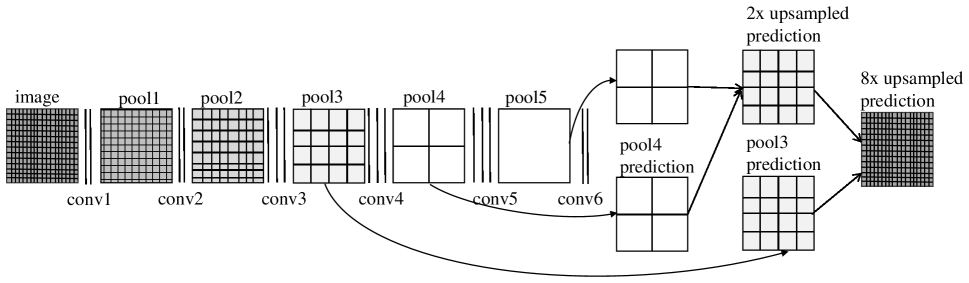 2x upsampled
prediction
8x upsampled
prediction
image
pool1
pool2
pool3
pool4
pool5
pool4
prediction
pool3
prediction
conv1
conv2
conv3
conv4
conv5
conv6